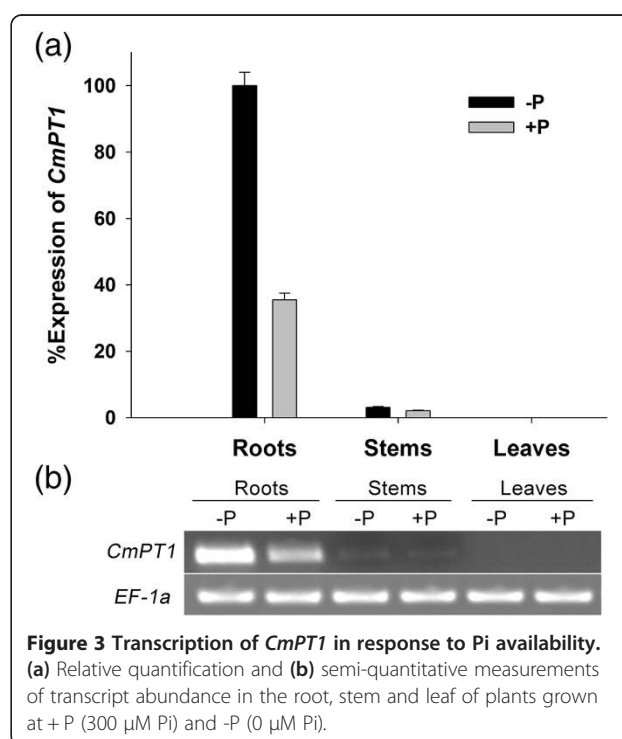 (a)
%Expression of CmPT1
100
80
60
40
20
0
-P
+P
Roots Stems Leaves
(b)
Roots Stems Leaves
-P +P -P +P -P +P
CmPT1
EF-1a
Figure 3 Transcription of CmPT1 in response to Pi availability.
(a) Relative quantification and (b) semi-quantitative measurements
of transcript abundance in the root, stem and leaf of plants grown
at + P (300 μM Pi) and -P (0 μM Pi).